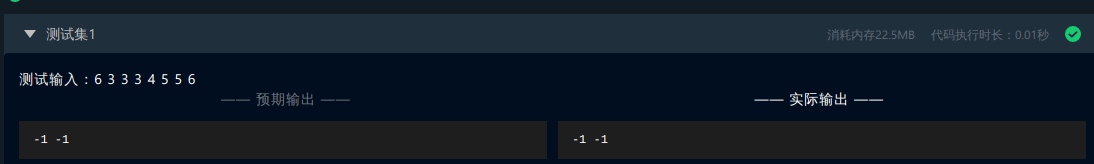 测试集1
消耗内存22.5MB 代码执行时长：0.01秒
测试输入：6 3 3 3 4 5 5 6
—— 预期输出 ——
—— 实际输出 ——
-1 -1
-1 -1